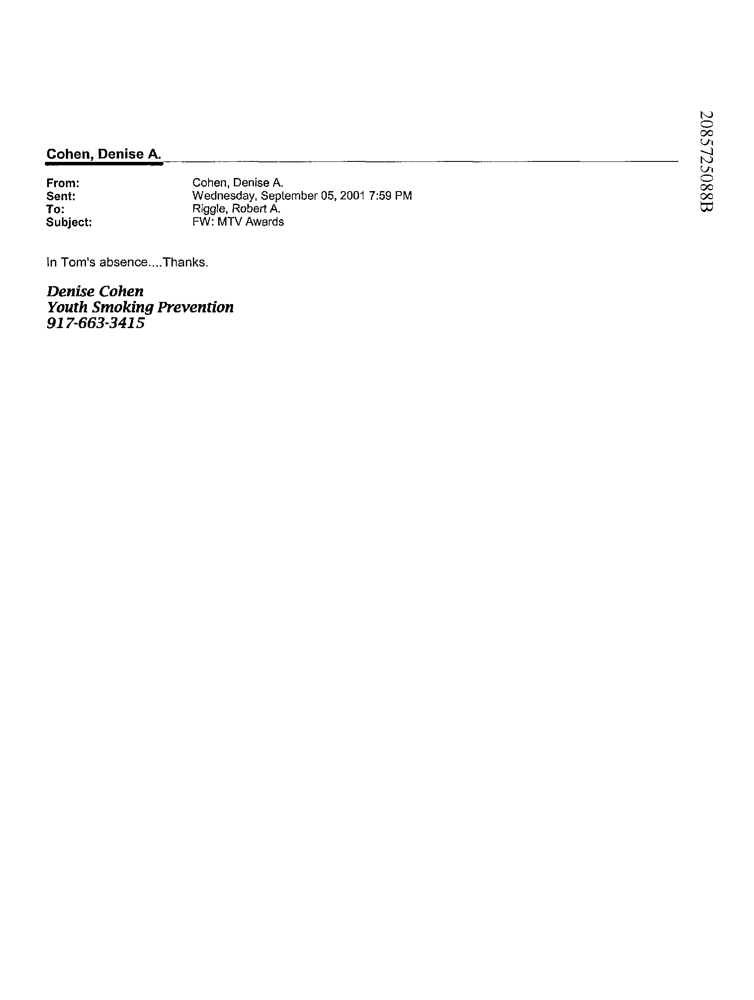 Cohen, Denise A.
From: Cohen, Denise A.
Sent: Wednesday, September 05, 2001 7:59 PM
To: Riggle, Robert A.
Subject: FW: MTV Awards
In Tom's absence....Thanks.
Denise Cohen
Youth Smoking Prevention
917-663-3415
2085725088B